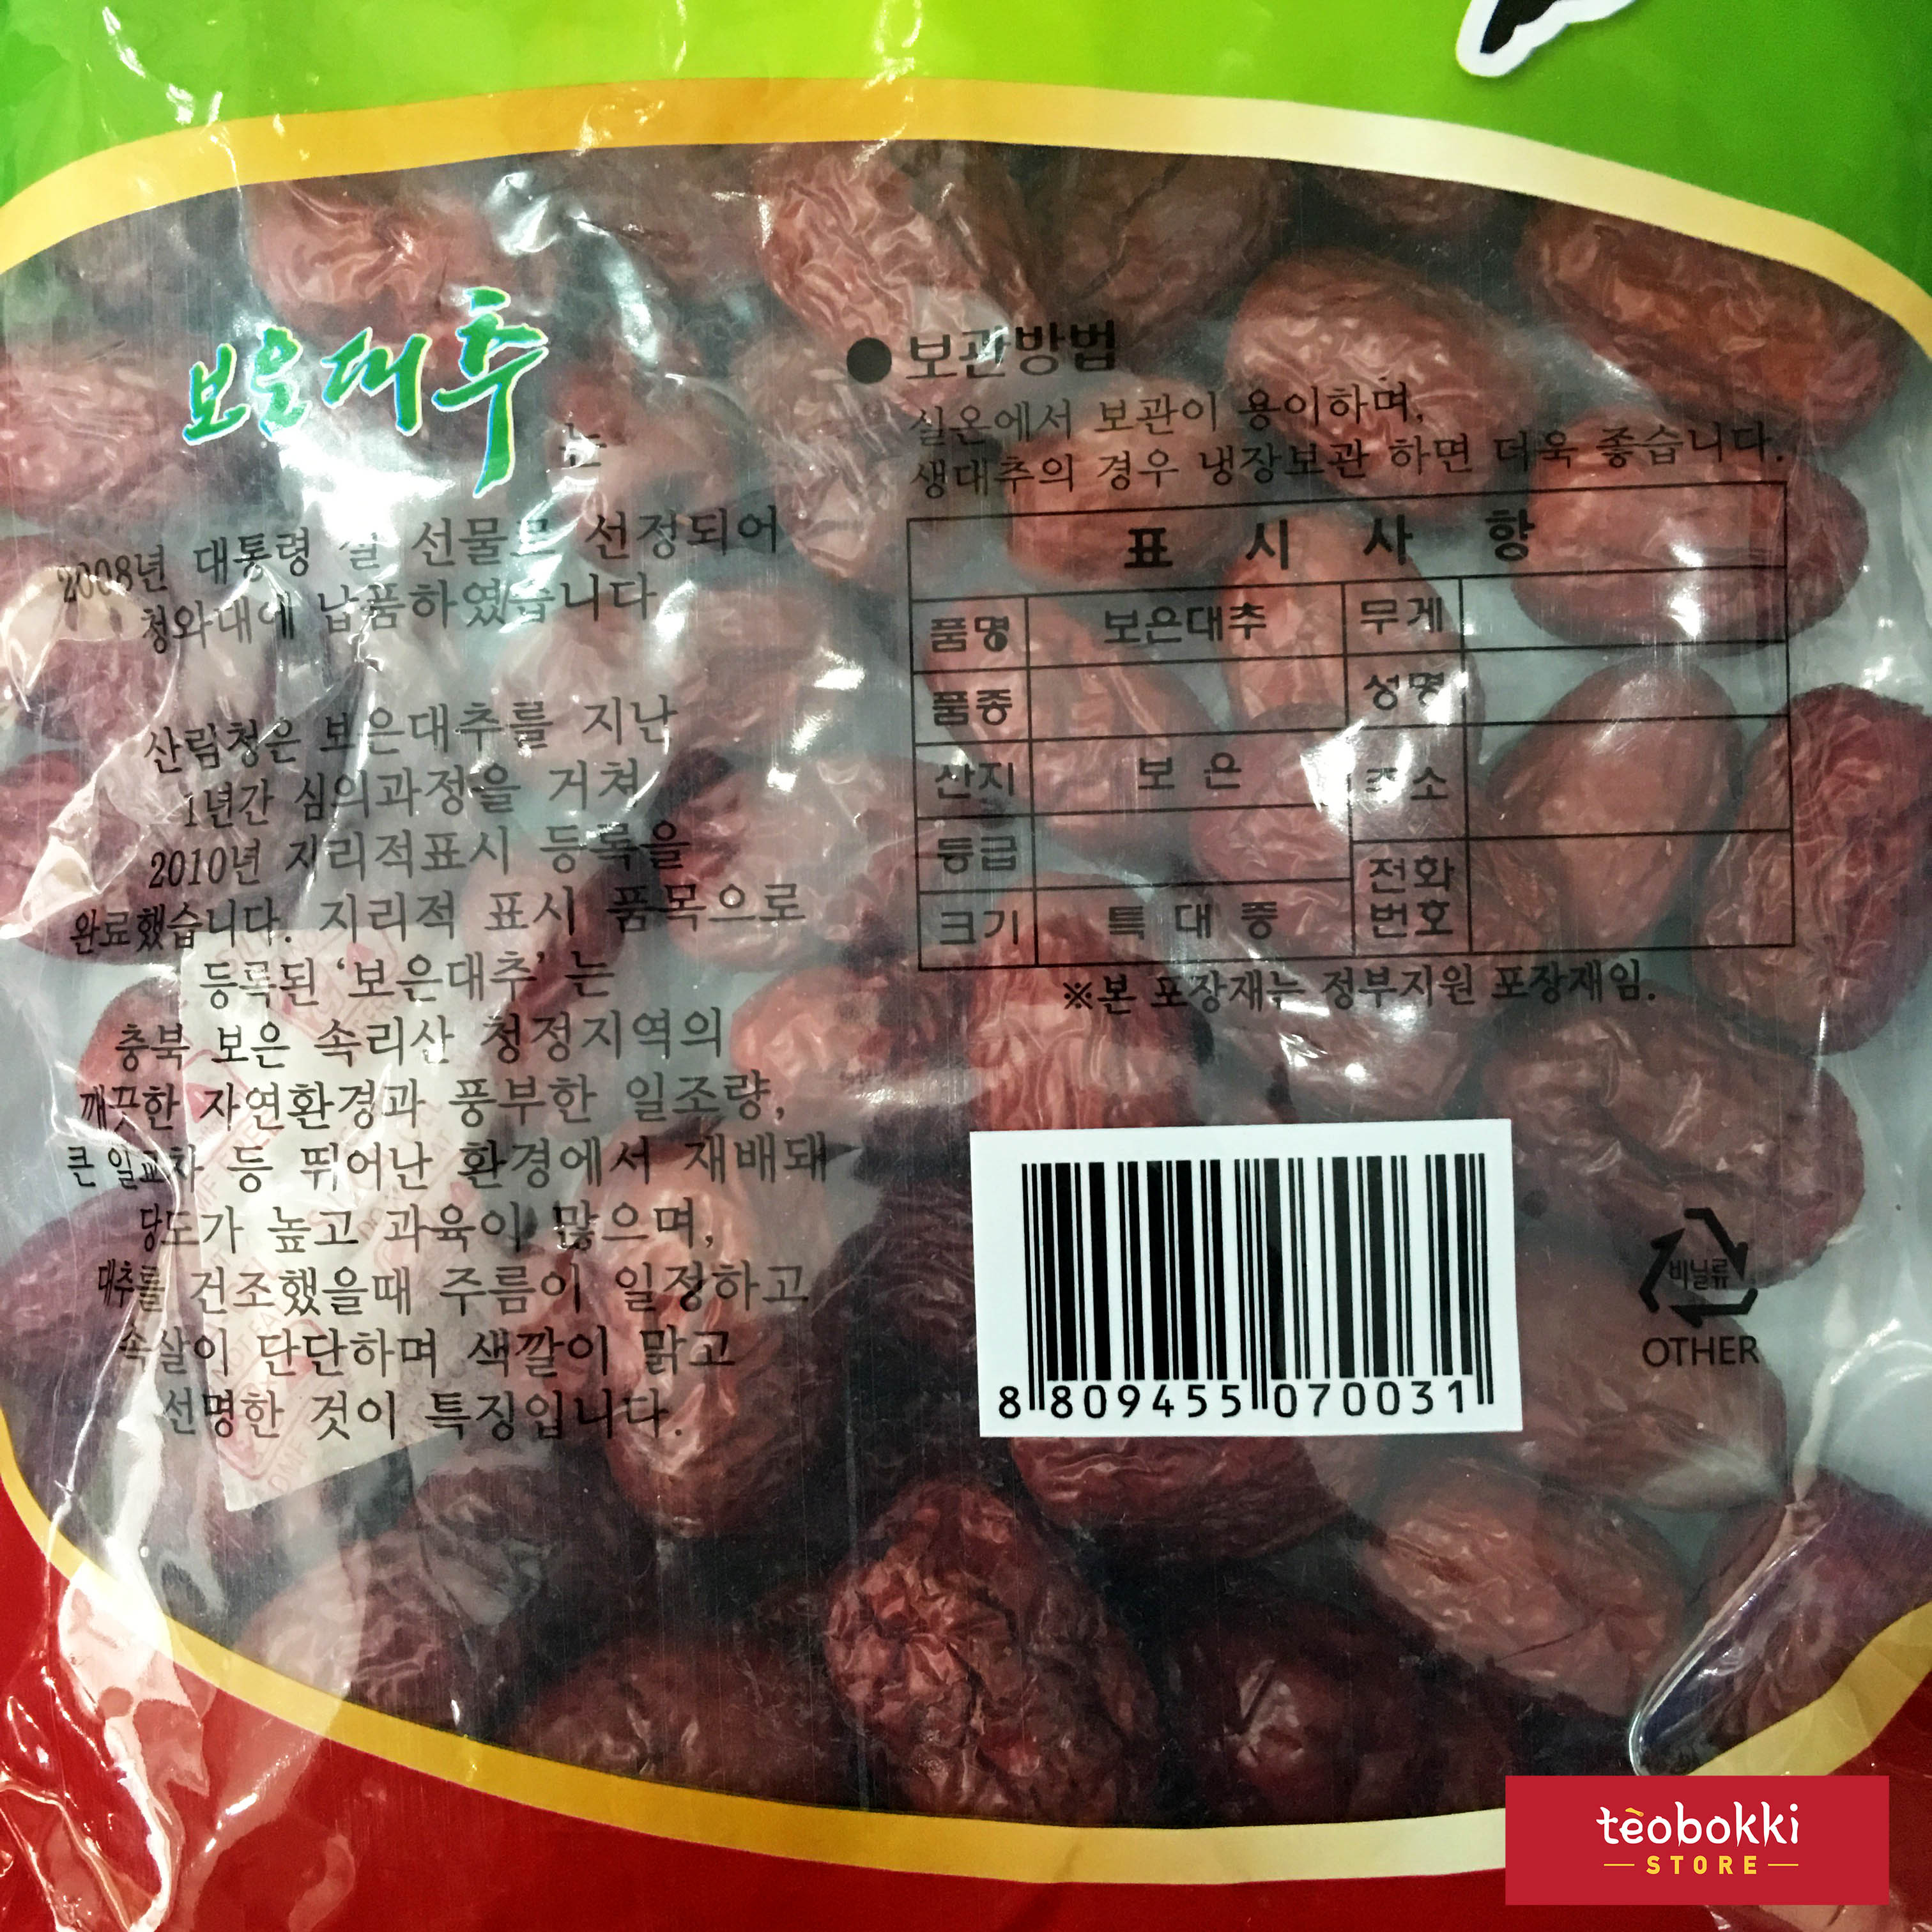 보은대추 는
2008년 대통령 설 선물로 선정되어
청와대에 납품하였습니다.
산림청은 보은대추를 지난
1년간 심의과정을 거쳐
2010년 지리적표시 등록을
완료했습니다. 지리적 표시 품목으로
등록된 '보은대추' 는
충북 보은 속리산 청정지역의
깨끗한 자연환경과 풍부한 일조량,
큰 일교차 등 뛰어난 환경에서 재배돼
당도가 높고 과육이 많으며,
대추를 건조했을때 주름이 일정하고
속살이 단단하며 색깔이 맑고
선명한 것이 특징입니다.
● 보관방법
실온에서 보관이 용이하며,
생대추의 경우 냉장보관 하면 더욱 좋습니다.
표 시 사 항
품명 보은대추 무게
품종 성명
산지 보 은 주소
등급 전화
크기 특 대 중 번호
※본 포장재는 정부지원 포장재임.
8 809455 070031
비닐류
OTHER
tèobokki
STORE